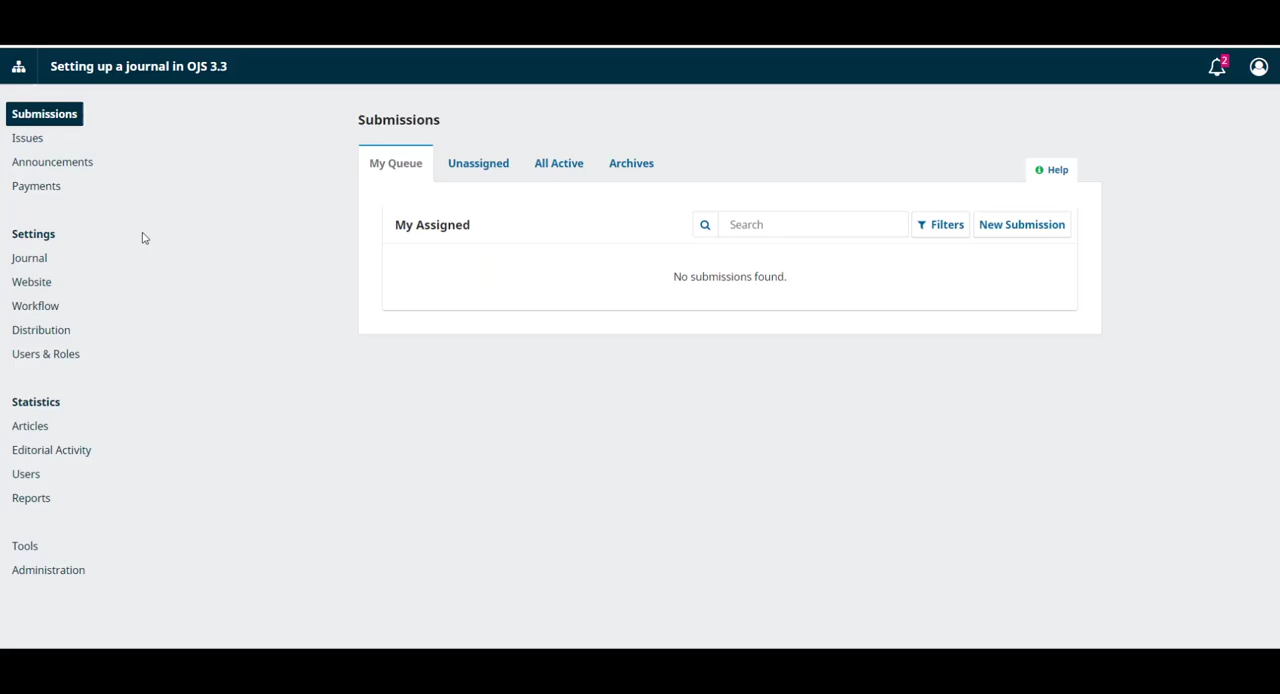 Setting up a journal in OJS 3.3
2
Submissions
Issues
Announcements
Payments
Settings
Journal
Website
Workflow
Distribution
Users & Roles
Statistics
Articles
Editorial Activity
Users
Reports
Tools
Administration
Submissions
My Queue Unassigned All Active Archives
Help
My Assigned Search Filters New Submission
No submissions found.